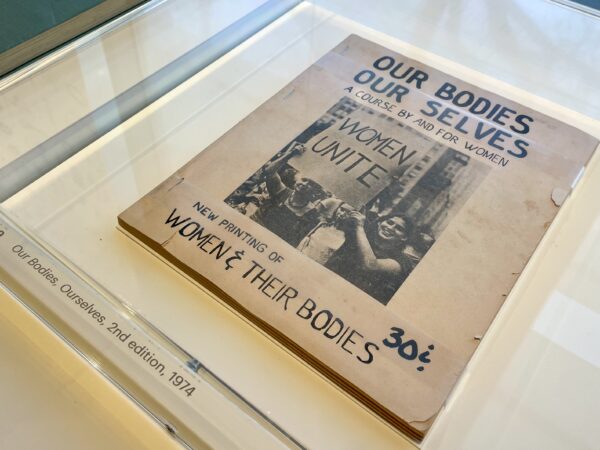 OUR BODIES
OUR SELVES
A COURSE BY AND FOR WOMEN
WOMEN
UNITE
NEW PRINTING OF
WOMEN & THEIR BODIES
30¢
Our Bodies, Ourselves, 2nd edition, 1974